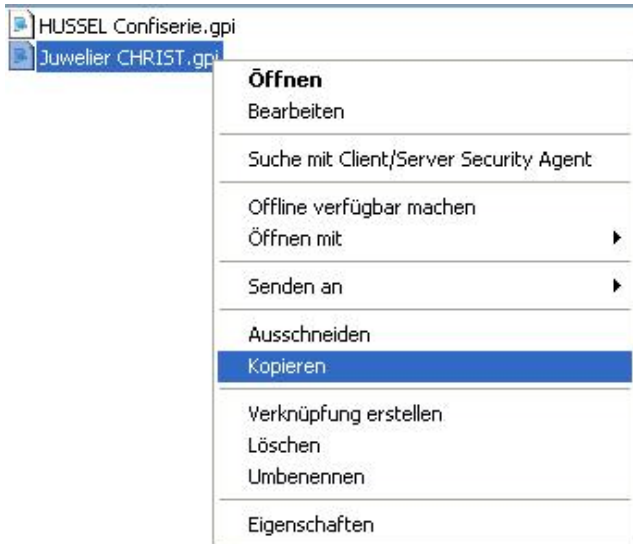 HUSSEL Confiserie.gpi
Juwelier CHRIST.gpi
Öffnen
Bearbeiten
Suche mit Client/Server Security Agent
Offline verfügbar machen
Öffnen mit
Senden an
Ausschneiden
Kopieren
Verknüpfung erstellen
Löschen
Umbenennen
Eigenschaften